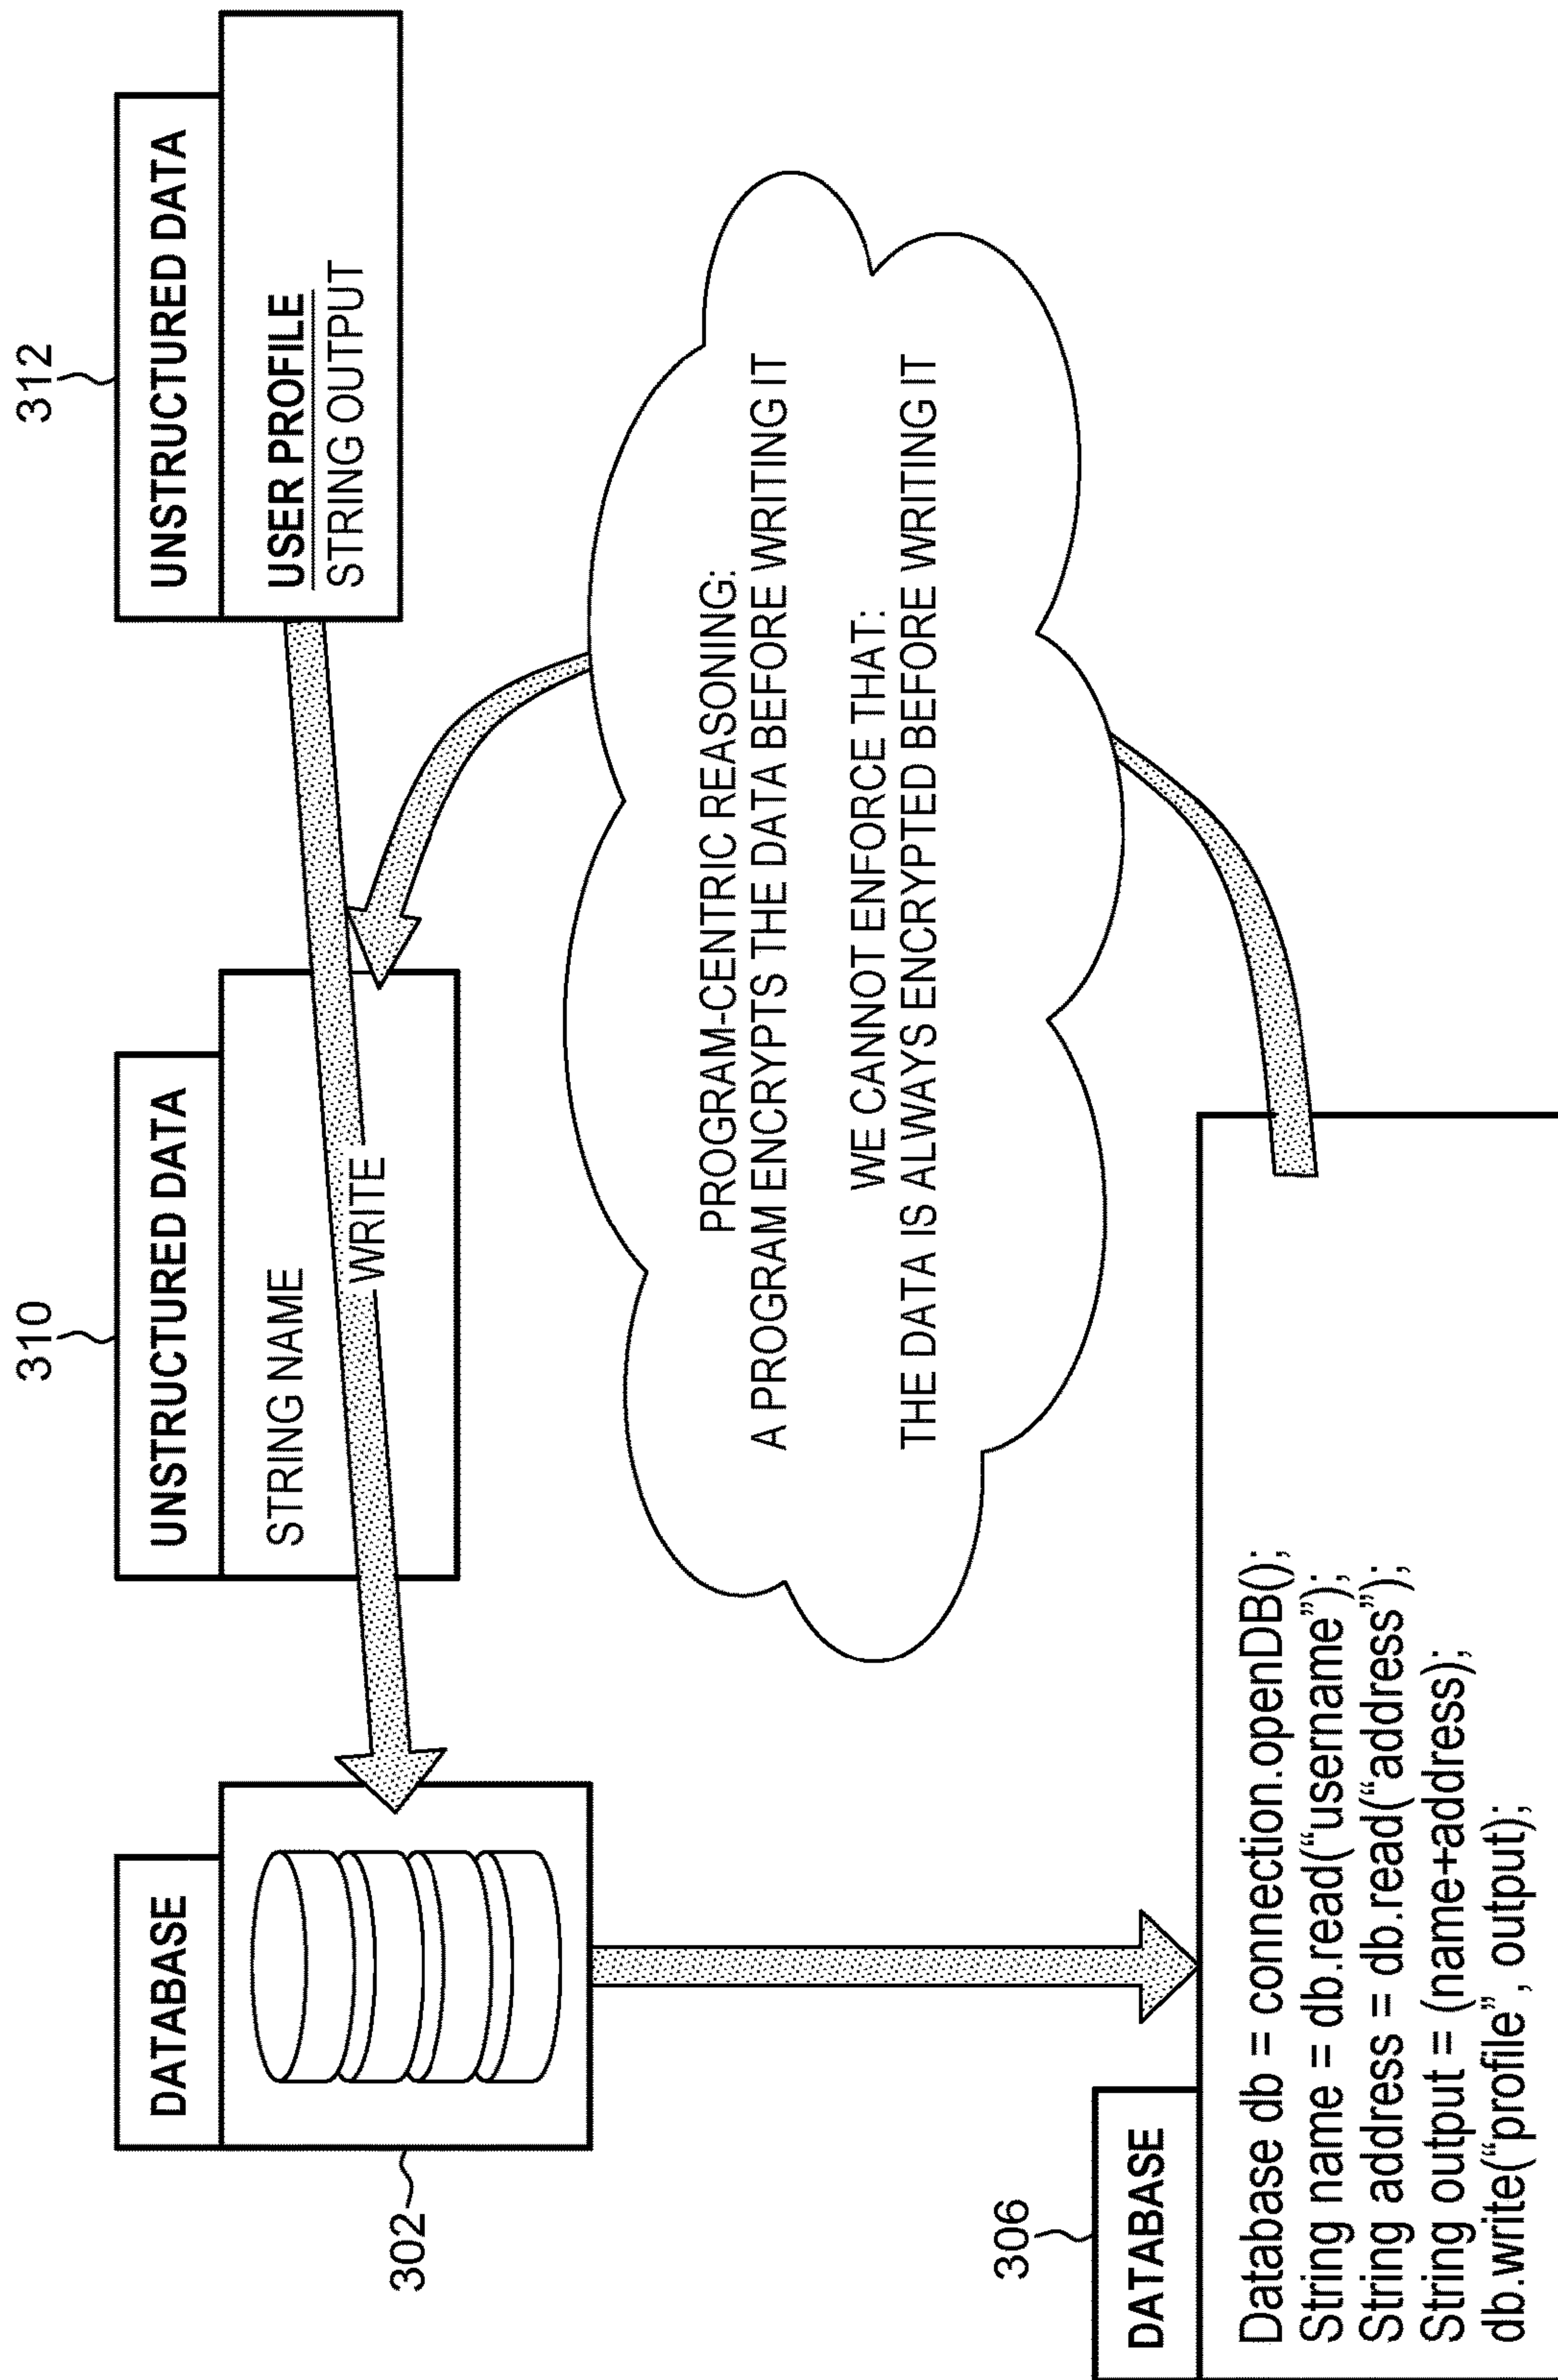 DATABASE
302
310
UNSTRUCTURED DATA
STRING NAME
WRITE
312
UNSTRUCTURED DATA
USER PROFILE
STRING OUTPUT
PROGRAM-CENTRIC REASONING:
A PROGRAM ENCRYPTS THE DATA BEFORE WRITING IT
WE CANNOT ENFORCE THAT:
THE DATA IS ALWAYS ENCRYPTED BEFORE WRITING IT
306
DATABASE
Database db = connection.openDB();
String name = db.read(“username”);
String address = db.read(“address”);
String output = (name+address);
db.write(“profile”, output);